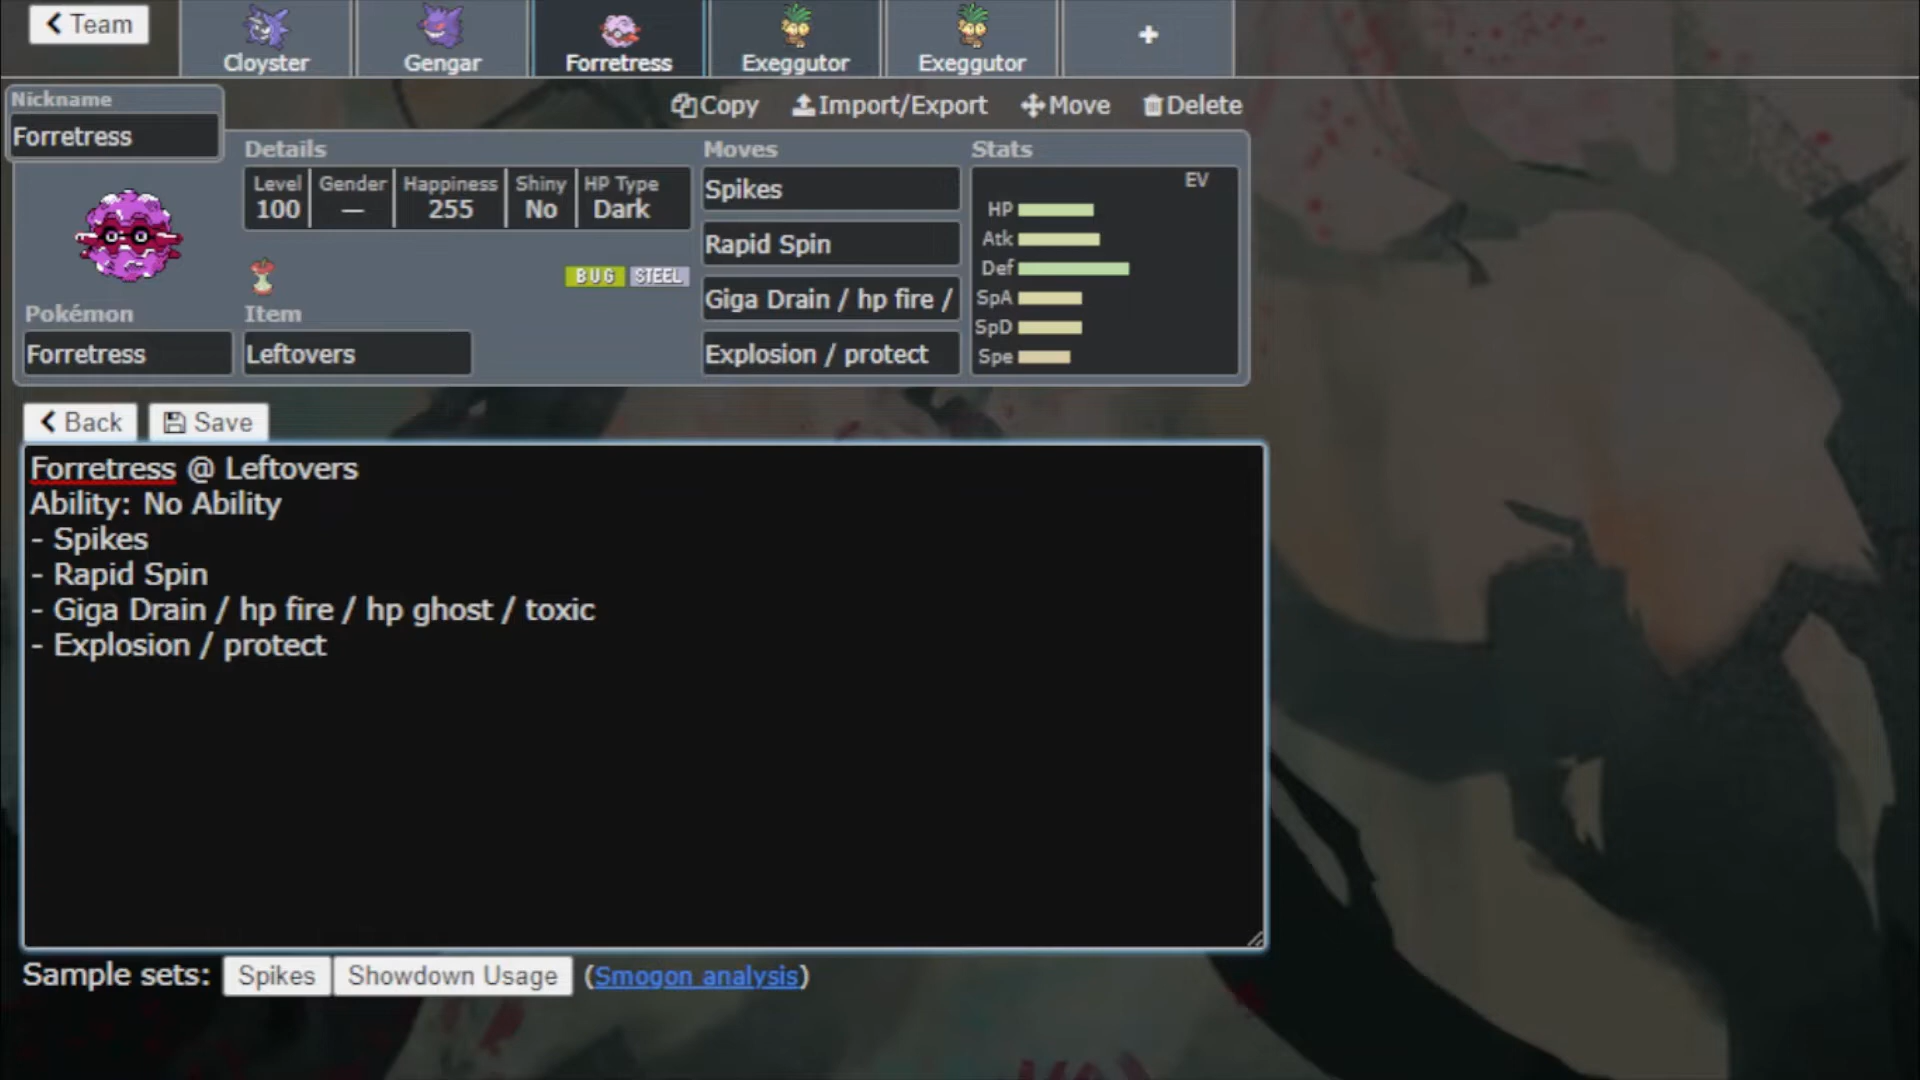 Team
Cloyster
Gengar
Forretress
Exeggutor
Exeggutor
Nickname
Forretress
Copy
Import/Export
Move
Delete
Details
Level
100
Gender
—
Happiness
255
Shiny
No
HP Type
Dark
BUG
STEEL
Pokémon
Forretress
Item
Leftovers
Moves
Spikes
Rapid Spin
Giga Drain / hp fire /
Explosion / protect
Stats
EV
HP
Atk
Def
SpA
SpD
Spe
Back
Save
Forretress @ Leftovers
Ability: No Ability
- Spikes
- Rapid Spin
- Giga Drain / hp fire / hp ghost / toxic
- Explosion / protect
Sample sets: Spikes Showdown Usage (Smogon analysis)